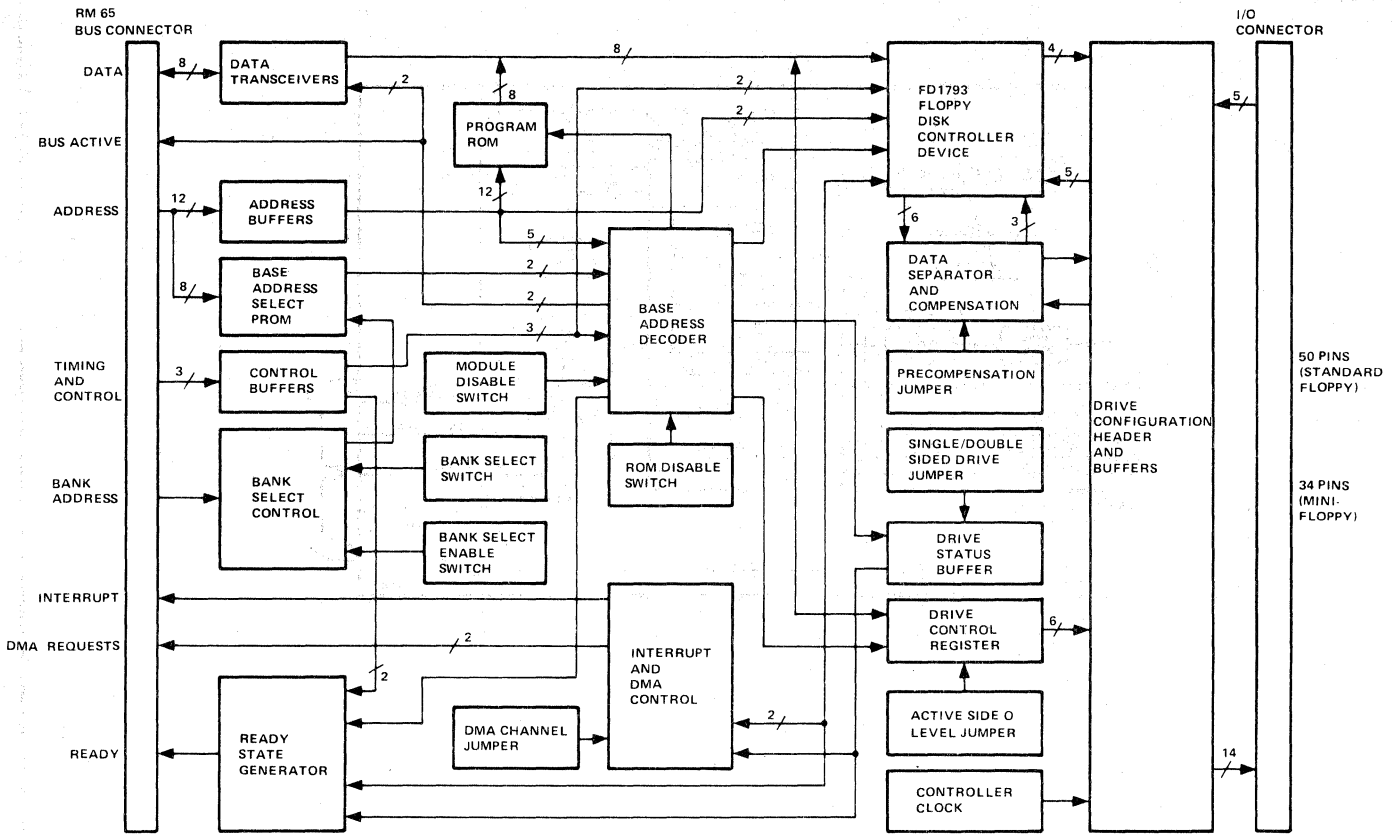 RM 65
BUS CONNECTOR
I/O
CONNECTOR
DATA
8
DATA
TRANSCEIVERS
8
2
8
2
2
PROGRAM
ROM
FD1793
FLOPPY
DISK
CONTROLLER
DEVICE
4
5
BUS ACTIVE
ADDRESS
12
ADDRESS
BUFFERS
12
5
5
6
3
8
BASE
ADDRESS
SELECT
PROM
2
2
3
BASE
ADDRESS
DECODER
DATA
SEPARATOR
AND
COMPENSATION
TIMING
AND
CONTROL
3
CONTROL
BUFFERS
MODULE
DISABLE
SWITCH
PRECOMPENSATION
JUMPER
50 PINS
(STANDARD
FLOPPY)
DRIVE
CONFIGURATION
HEADER
AND
BUFFERS
BANK
ADDRESS
BANK
SELECT
CONTROL
BANK SELECT
SWITCH
ROM DISABLE
SWITCH
SINGLE/DOUBLE
SIDED DRIVE
JUMPER
34 PINS
(MINI-
FLOPPY)
BANK SELECT
ENABLE
SWITCH
DRIVE
STATUS
BUFFER
INTERRUPT
DMA REQUESTS
2
INTERRUPT
AND
DMA
CONTROL
DRIVE
CONTROL
REGISTER
6
2
READY
READY
STATE
GENERATOR
DMA CHANNEL
JUMPER
2
ACTIVE SIDE O
LEVEL JUMPER
14
CONTROLLER
CLOCK